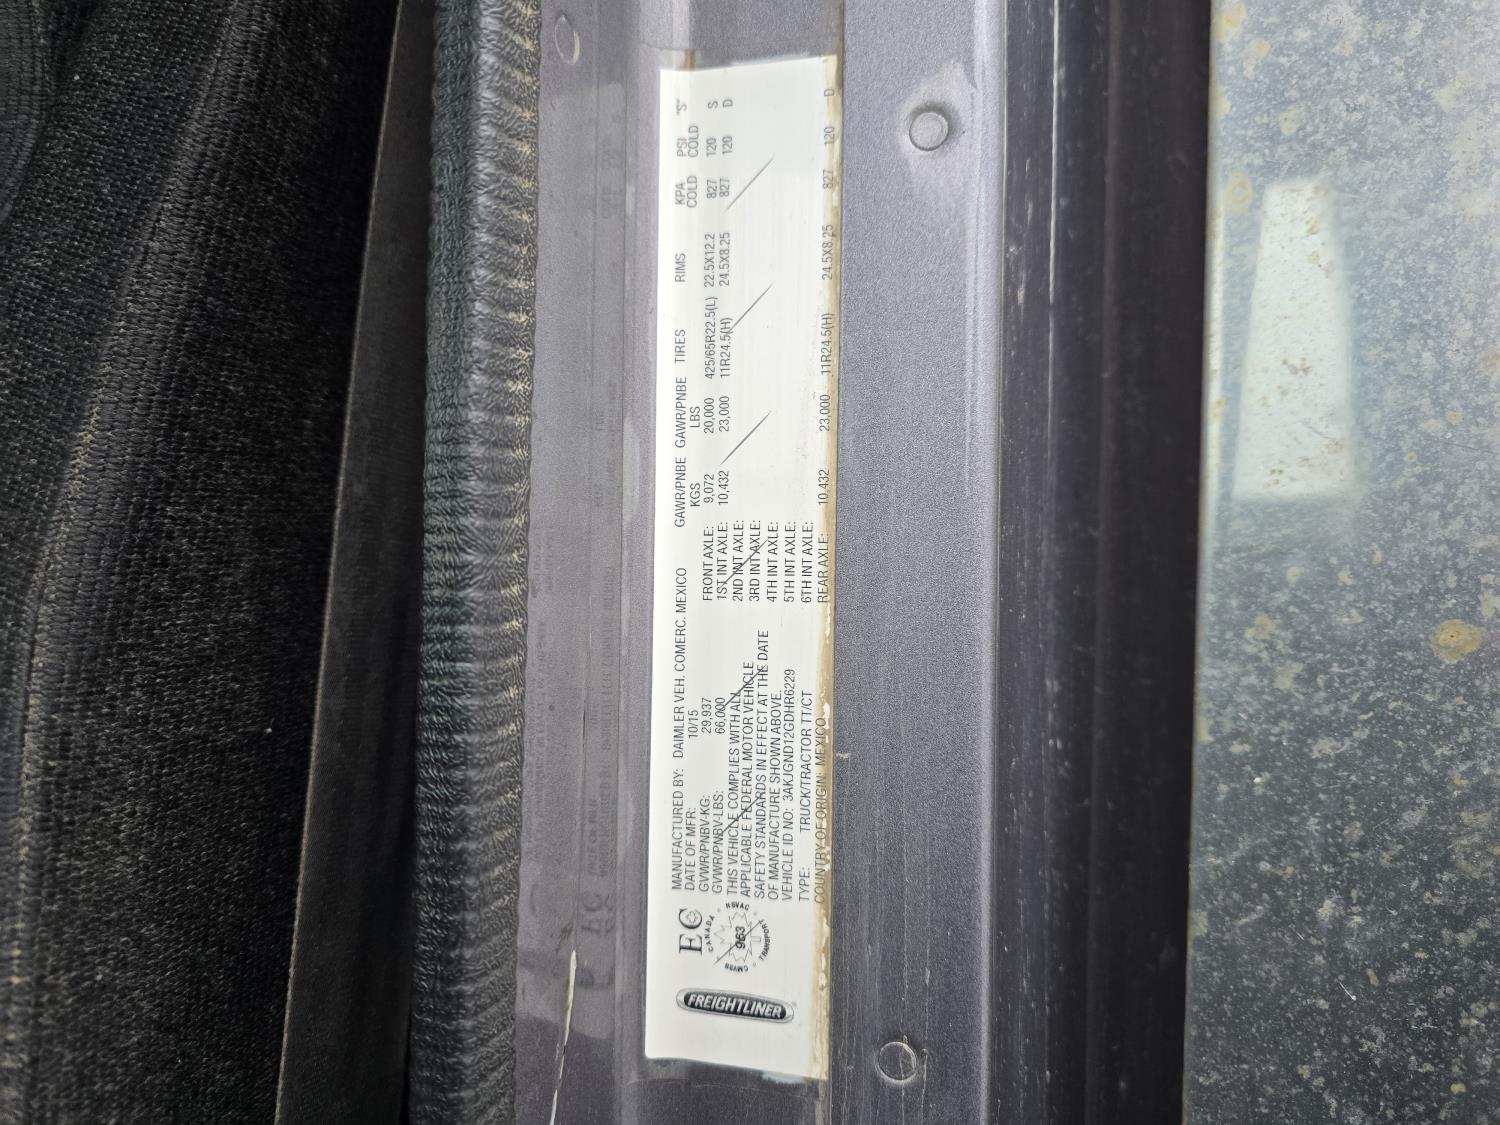 FREIGHTLINER
EC
CANADA
NSVAC
963
CMVSS
TRANSPORT
MANUFACTURED BY: DAIMLER VEH. COMERC. MEXICO
DATE OF MFR: 10/15
GVWR/PNBV-KG: 29,937
GVWR/PNBV-LBS: 66,000
THIS VEHICLE COMPLIES WITH ALL
APPLICABLE FEDERAL MOTOR VEHICLE
SAFETY STANDARDS IN EFFECT AT THE DATE
OF MANUFACTURE SHOWN ABOVE.
VEHICLE ID NO: 3AKJGND12GDHR6229
TYPE: TRUCK/TRACTOR TT/CT
COUNTRY OF ORIGIN: MEXICO
GAWR/PNBE GAWR/PNBE TIRES RIMS KPA PSI "S"
KGS LBS COLD COLD
FRONT AXLE: 9,072 20,000 425/65R22.5(L) 22.5X12.2 827 120 S
1ST INT AXLE: 10,432 23,000 11R24.5(H) 24.5X8.25 827 120 D
2ND INT AXLE:
3RD INT AXLE:
4TH INT AXLE:
5TH INT AXLE:
6TH INT AXLE:
REAR AXLE: 10,432 23,000 11R24.5(H) 24.5X8.25 827 120 D